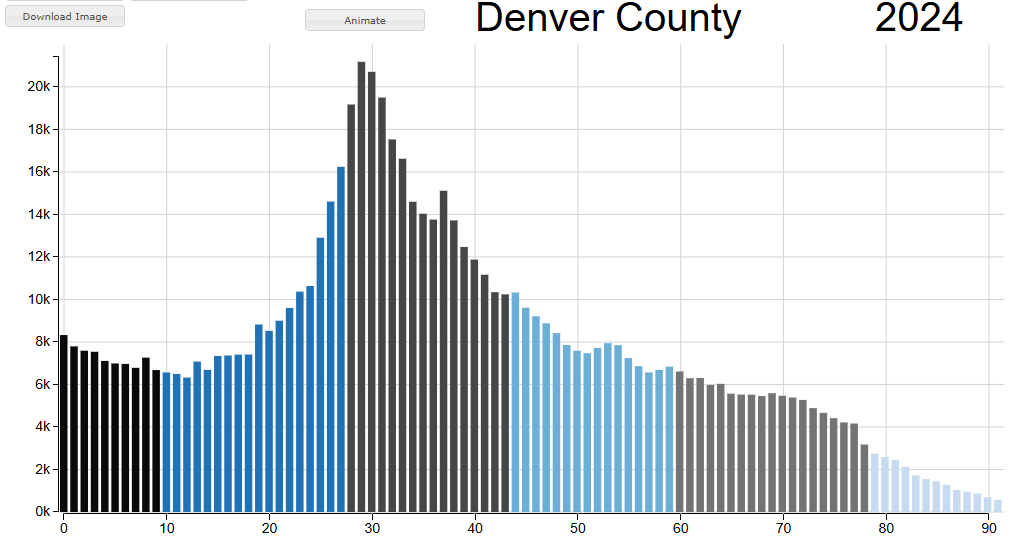 Download Image
Animate
Denver County 2024
20k
18k
16k
14k
12k
10k
8k
6k
4k
2k
0k
0 10 20 30 40 50 60 70 80 90